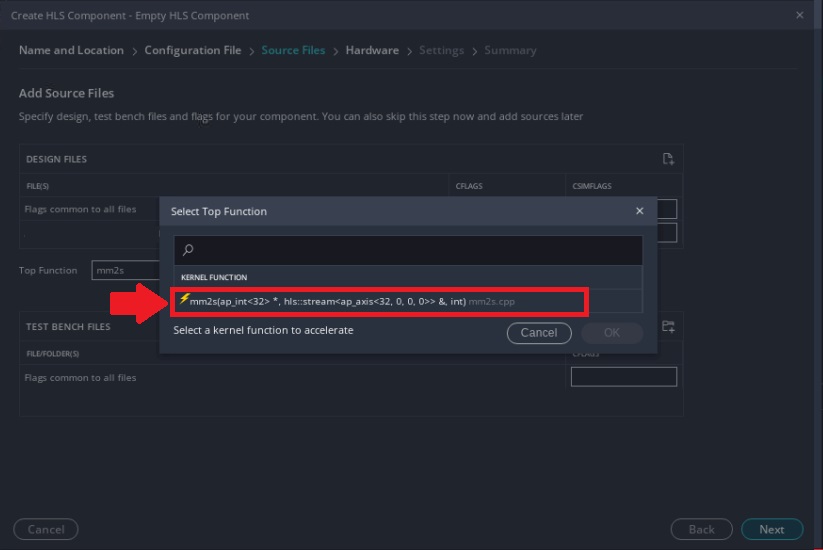 Create HLS Component - Empty HLS Component
Name and Location > Configuration File > Source Files > Hardware > Settings > Summary
Add Source Files
Specify design, test bench files and flags for your component. You can also skip this step now and add sources later
DESIGN FILES
FILE(S) CFLAGS CSIMFLAGS
Flags common to all files
Select Top Function
Top Function mm2s
KERNEL FUNCTION
mm2s(ap_int<32> *, hls::stream<ap_axis<32, 0, 0, 0>> &, int) mm2s.cpp
Select a kernel function to accelerate
Cancel OK
TEST BENCH FILES
FILE/FOLDER(S) CFLAGS
Flags common to all files
Cancel Back Next